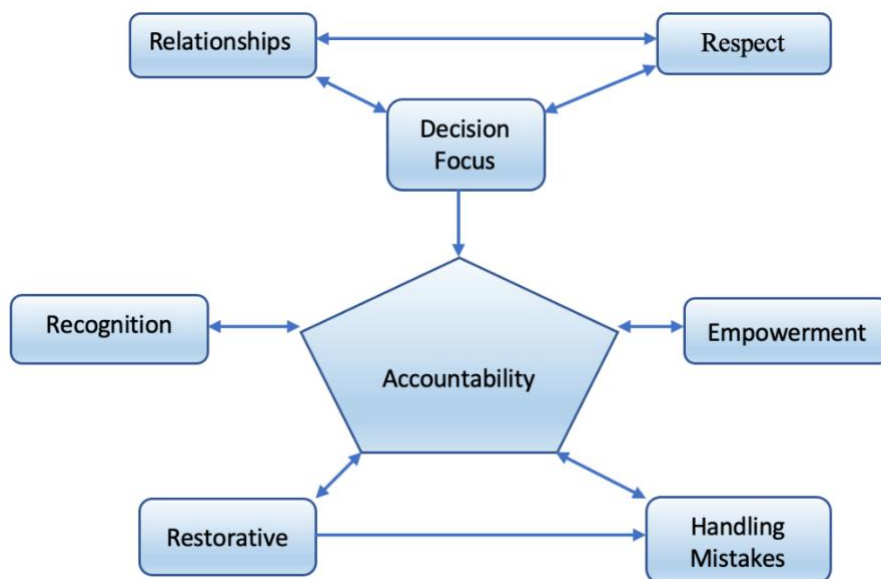 Relationships
Respect
Decision
Focus
Recognition
Empowerment
Accountability
Restorative
Handling
Mistakes